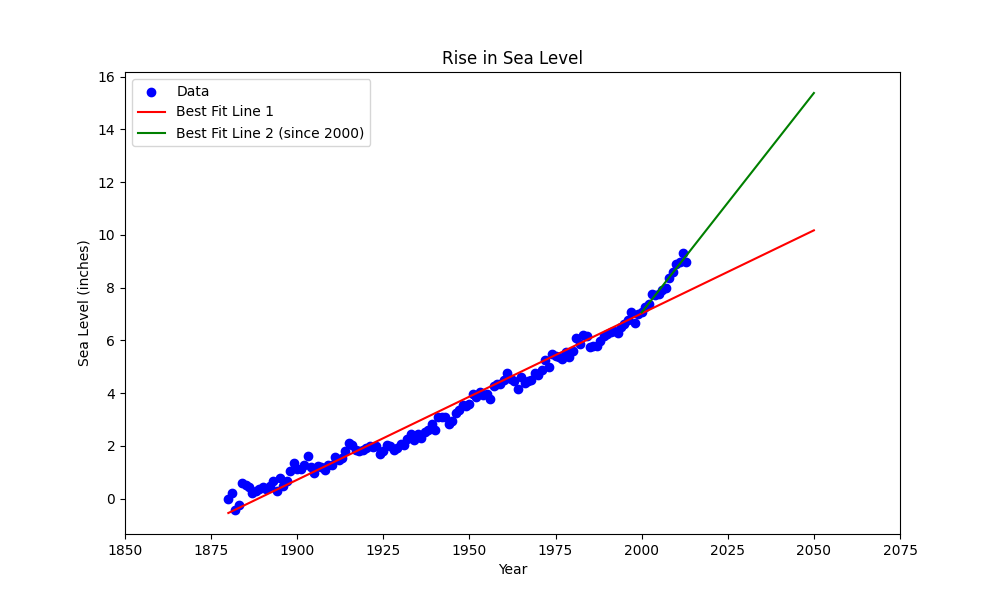 Rise in Sea Level
Data
Best Fit Line 1
Best Fit Line 2 (since 2000)
Sea Level (inches)
16
14
12
10
8
6
4
2
0
1850 1875 1900 1925 1950 1975 2000 2025 2050 2075
Year